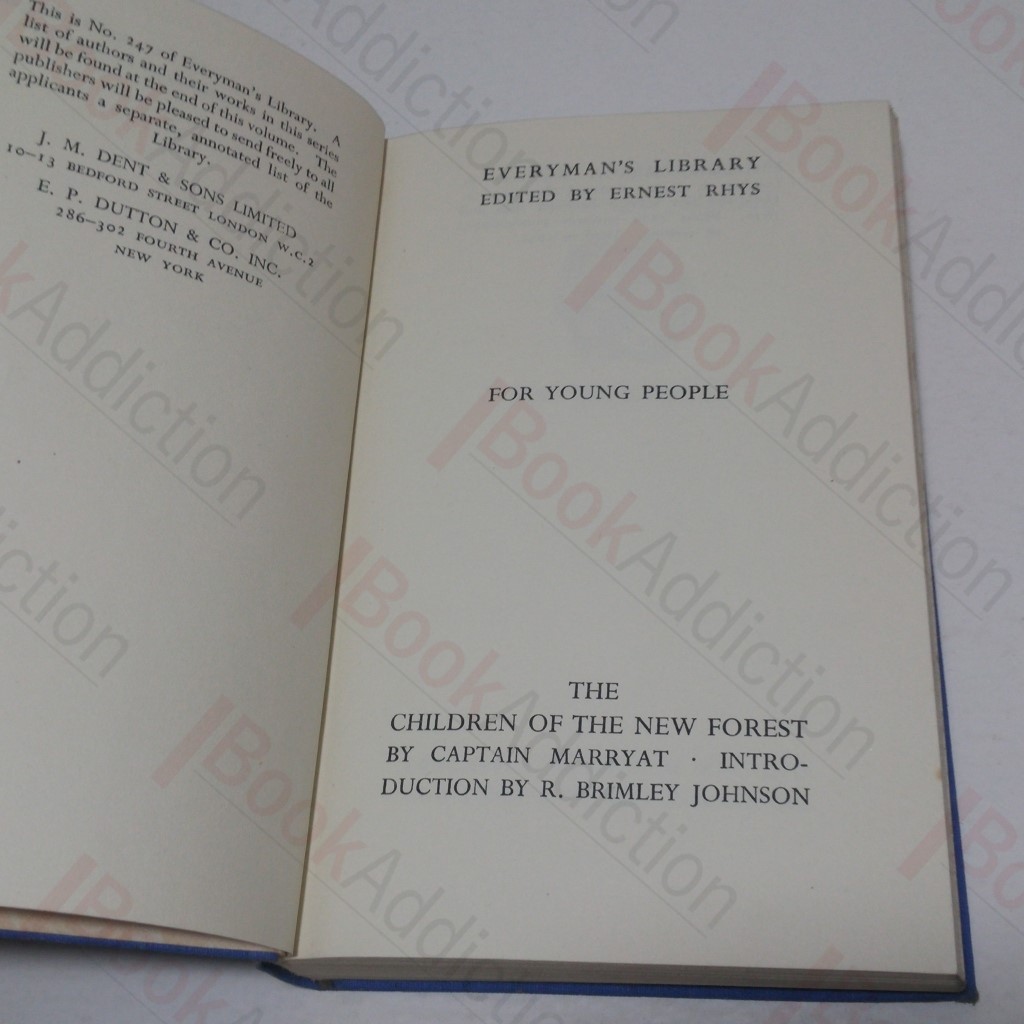 This is No. 247 of Everyman's Library. A
list of authors and their works in this series
will be found at the end of this volume. The
publishers will be pleased to send freely to all
applicants a separate, annotated list of the
Library.
J. M. DENT & SONS LIMITED
10–13 BEDFORD STREET LONDON W.C.2
E. P. DUTTON & CO. INC.
286–302 FOURTH AVENUE
NEW YORK
EVERYMAN'S LIBRARY
EDITED BY ERNEST RHYS
FOR YOUNG PEOPLE
THE
CHILDREN OF THE NEW FOREST
BY CAPTAIN MARRYAT · INTRO-
DUCTION BY R. BRIMLEY JOHNSON
BookAddiction